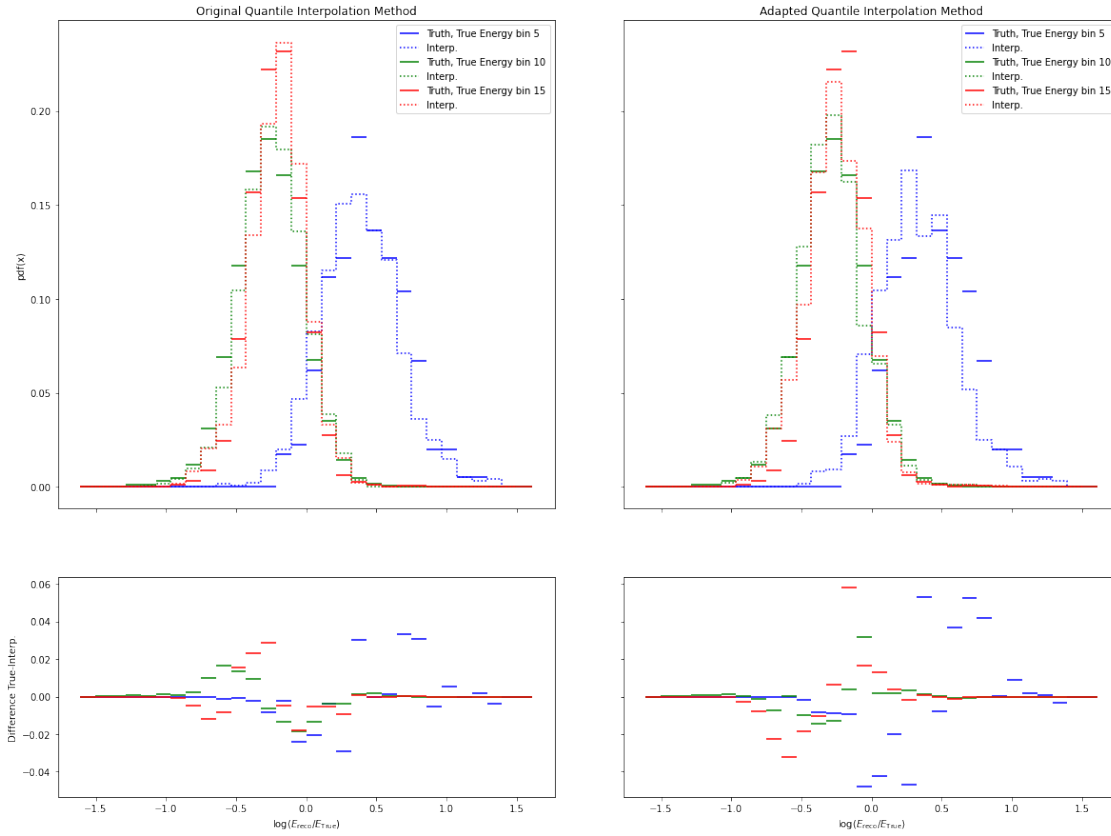 Original Quantile Interpolation Method
Truth, True Energy bin 5
Interp.
Truth, True Energy bin 10
Interp.
Truth, True Energy bin 15
Interp.
pdf(x)
0.20
0.15
0.10
0.05
0.00
Adapted Quantile Interpolation Method
Truth, True Energy bin 5
Interp.
Truth, True Energy bin 10
Interp.
Truth, True Energy bin 15
Interp.
Difference True-Interp
0.06
0.04
0.02
0.00
−0.02
−0.04
−1.5 −1.0 −0.5 0.0 0.5 1.0 1.5
log(E_reco/E_True)
−1.5 −1.0 −0.5 0.0 0.5 1.0 1.5
log(E_reco/E_True)